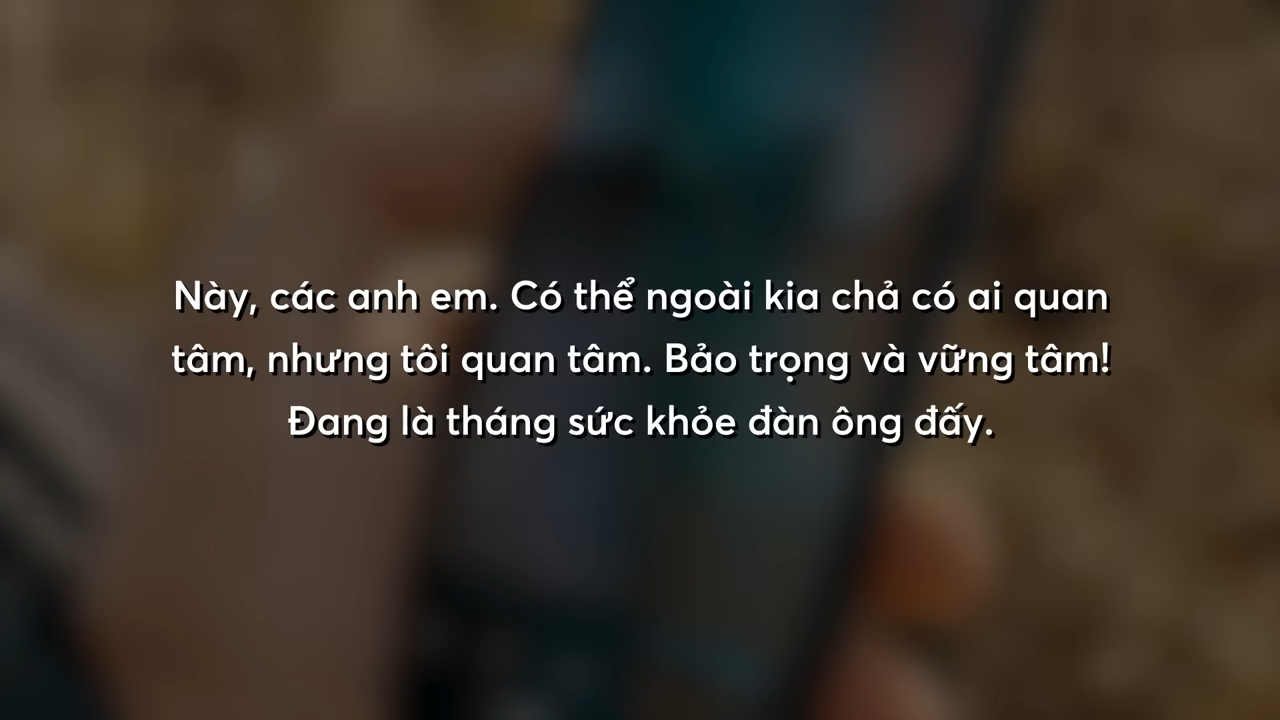 Này, các anh em. Có thể ngoài kia chả có ai quan
tâm, nhưng tôi quan tâm. Bảo trọng và vững tâm!
Đang là tháng sức khỏe đàn ông đấy.